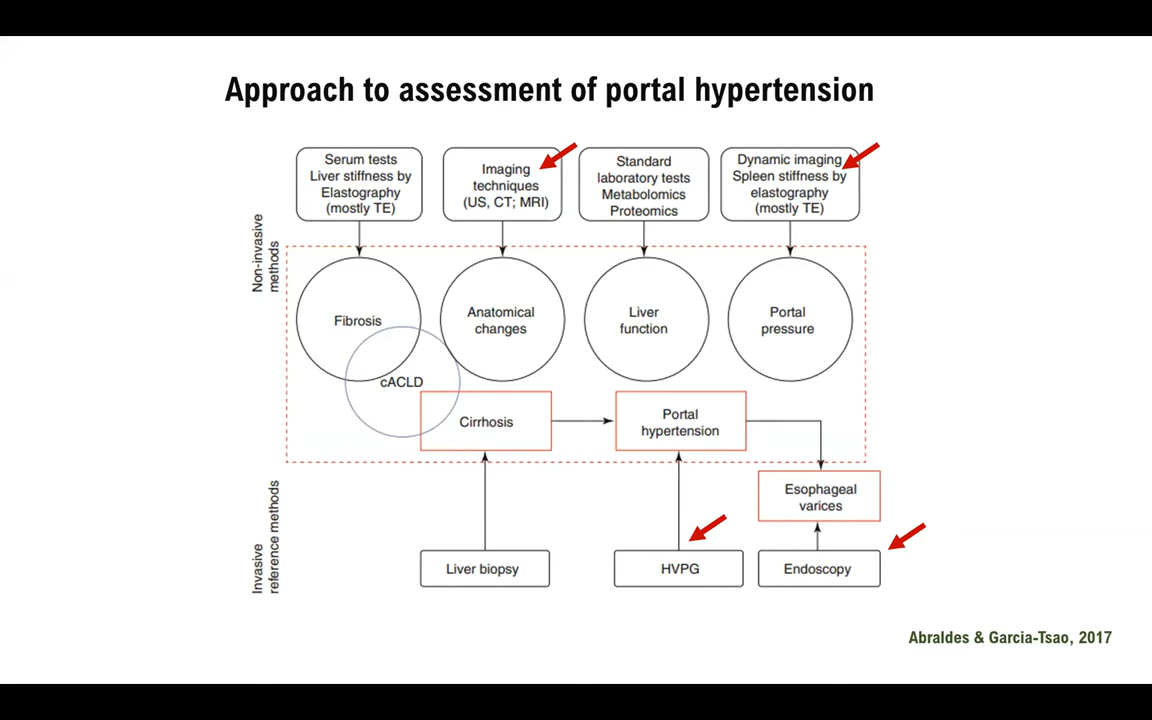 Approach to assessment of portal hypertension
Serum tests
Liver stiffness by
Elastography
(mostly TE)
Imaging
techniques
(US, CT; MRI)
Standard
laboratory tests
Metabolomics
Proteomics
Dynamic imaging
Spleen stiffness by
elastography
(mostly TE)
Non-invasive
methods
Fibrosis
Anatomical
changes
Liver
function
Portal
pressure
cACLD
Cirrhosis
Portal
hypertension
Esophageal
varices
Invasive
reference methods
Liver biopsy
HVPG
Endoscopy
Abraldes & Garcia-Tsao, 2017